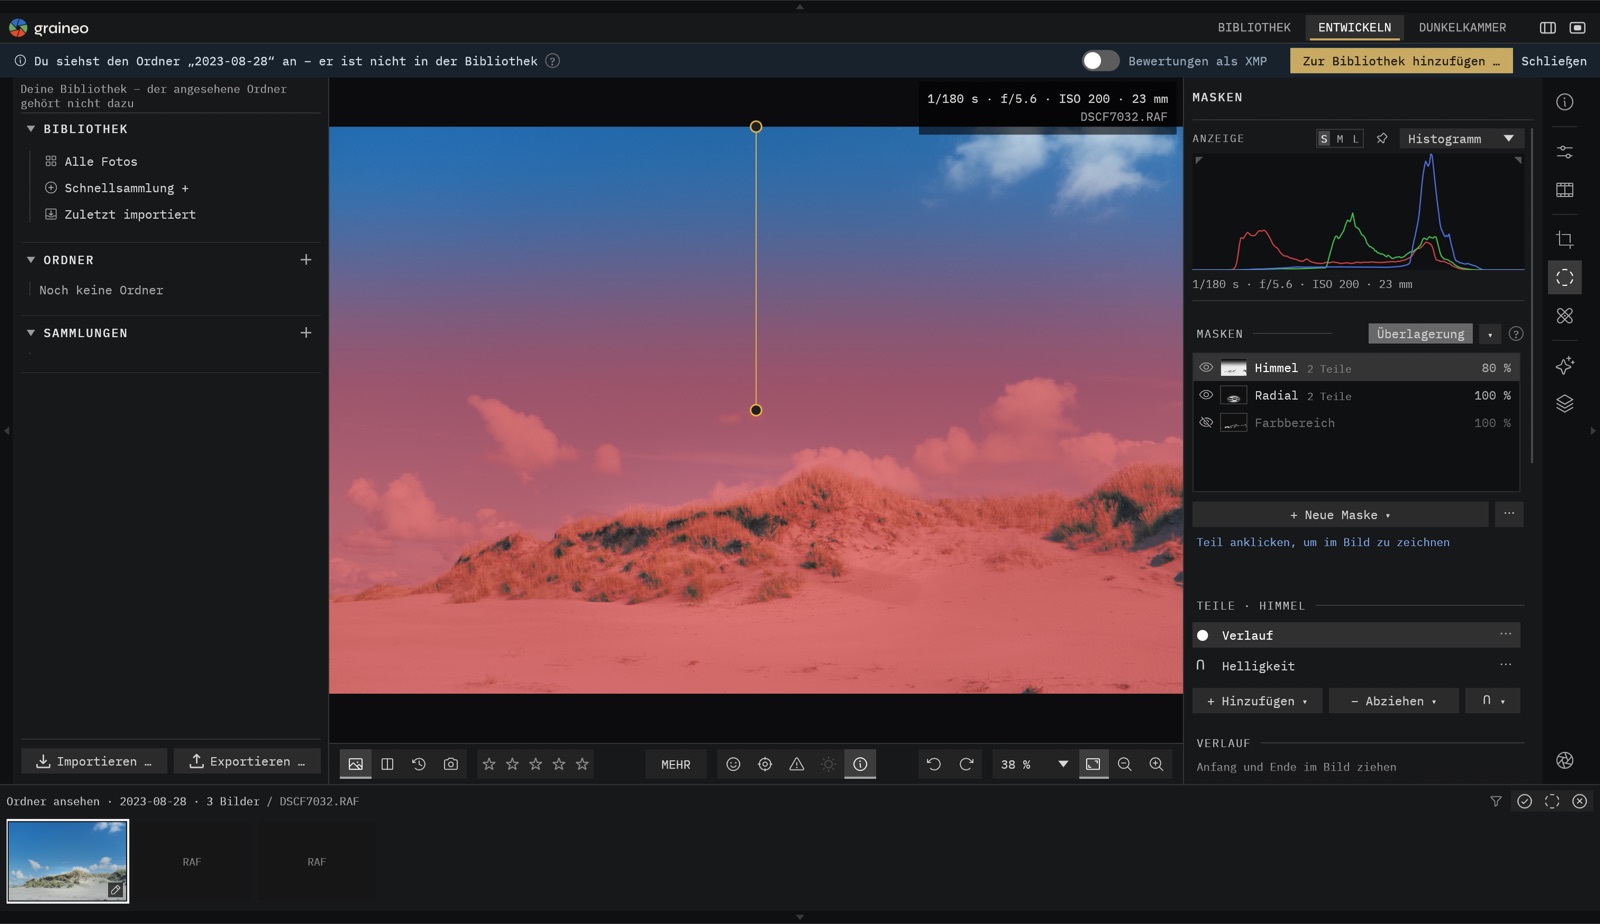 graineo
BIBLIOTHEK
ENTWICKELN
DUNKELKAMMER
Du siehst den Ordner „2023-08-28“ an – er ist nicht in der Bibliothek ?
Bewertungen als XMP
Zur Bibliothek hinzufügen …
Schließen
Deine Bibliothek – der angesehene Ordner
gehört nicht dazu
BIBLIOTHEK
Alle Fotos
Schnellsammlung +
Zuletzt importiert
ORDNER +
Noch keine Ordner
SAMMLUNGEN +
Importieren …
Exportieren …
1/180 s · f/5.6 · ISO 200 · 23 mm
DSCF7032.RAF
MEHR
38 %
MASKEN
ANZEIGE
S M L
Histogramm
1/180 s · f/5.6 · ISO 200 · 23 mm
MASKEN
Überlagerung
?
Himmel 2 Teile 80 %
Radial 2 Teile 100 %
Farbbereich 100 %
+ Neue Maske ▾
···
Teil anklicken, um im Bild zu zeichnen
TEILE · HIMMEL
Verlauf ···
∩ Helligkeit ···
+ Hinzufügen ▾
− Abziehen ▾
∩ ▾
VERLAUF
Anfang und Ende im Bild ziehen
Ordner ansehen · 2023-08-28 · 3 Bilder / DSCF7032.RAF
RAF
RAF